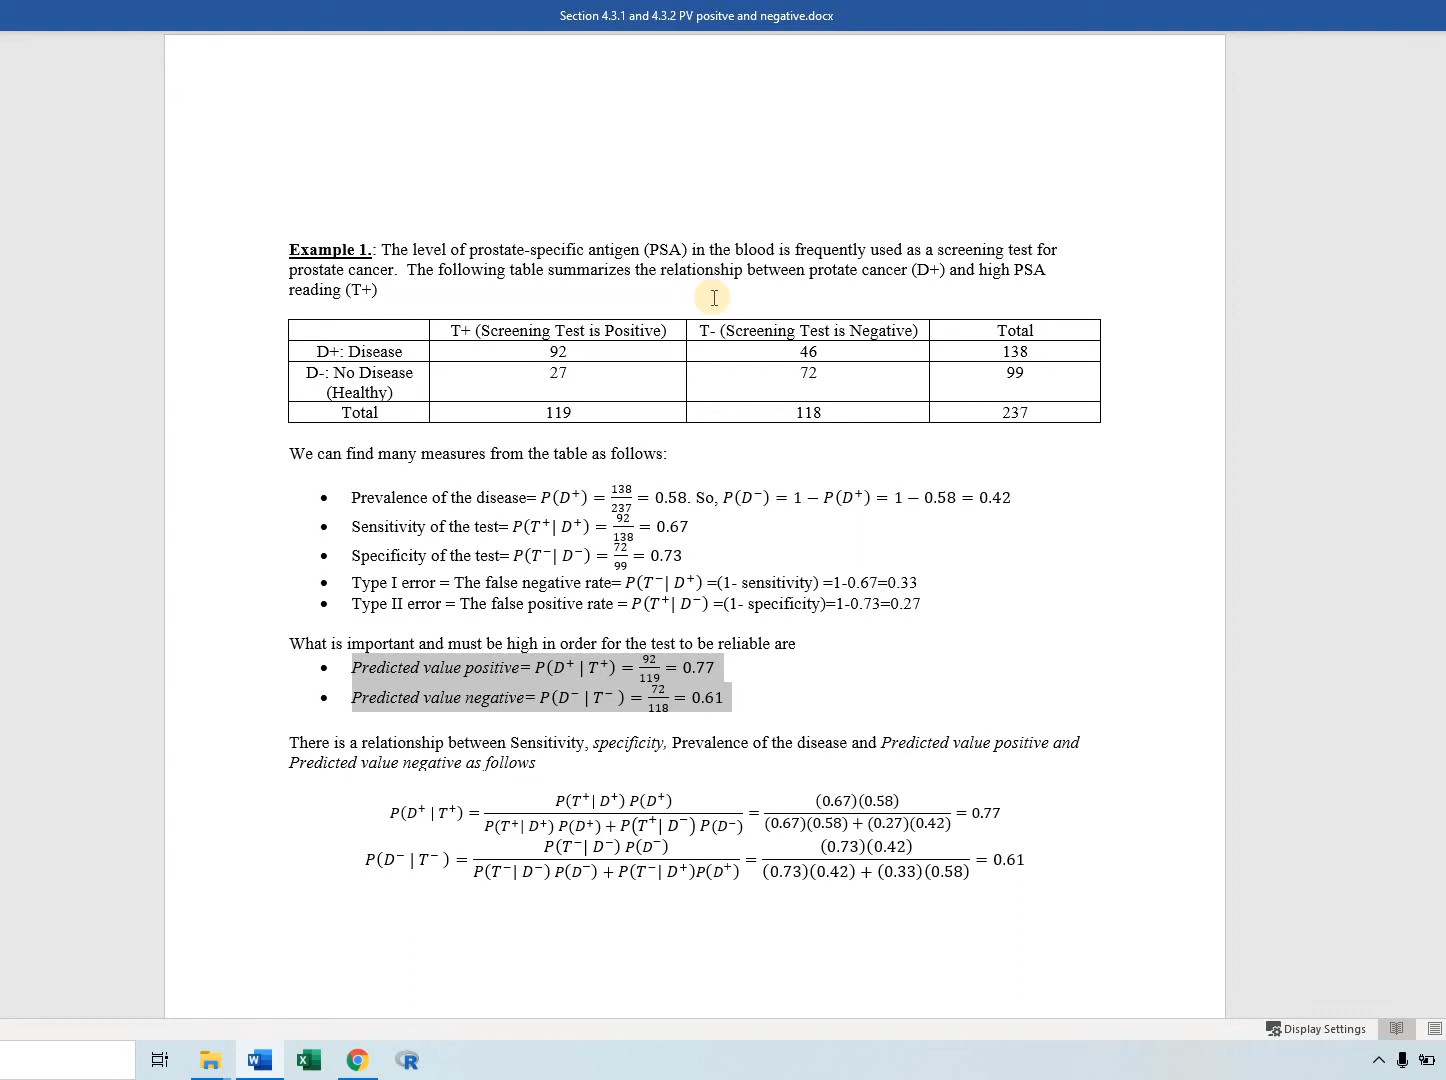 Section 4.3.1 and 4.3.2 PV positve and negative.docx
Example 1.: The level of prostate-specific antigen (PSA) in the blood is frequently used as a screening test for
prostate cancer. The following table summarizes the relationship between protate cancer (D+) and high PSA
reading (T+)
T+ (Screening Test is Positive) T- (Screening Test is Negative) Total
D+: Disease 92 46 138
D-: No Disease (Healthy) 27 72 99
Total 119 118 237
We can find many measures from the table as follows:
• Prevalence of the disease= P(D⁺) = 138/237 = 0.58. So, P(D⁻) = 1 − P(D⁺) = 1 − 0.58 = 0.42
• Sensitivity of the test= P(T⁺| D⁺) = 92/138 = 0.67
• Specificity of the test= P(T⁻| D⁻) = 72/99 = 0.73
• Type I error = The false negative rate= P(T⁻| D⁺) =(1- sensitivity) =1-0.67=0.33
• Type II error = The false positive rate = P(T⁺| D⁻) =(1- specificity)=1-0.73=0.27
What is important and must be high in order for the test to be reliable are
• Predicted value positive= P(D⁺ | T⁺) = 92/119 = 0.77
• Predicted value negative= P(D⁻ | T⁻ ) = 72/118 = 0.61
There is a relationship between Sensitivity, specificity, Prevalence of the disease and Predicted value positive and
Predicted value negative as follows
P(D⁺ | T⁺) = P(T⁺| D⁺) P(D⁺) / P(T⁺| D⁺) P(D⁺) + P(T⁺| D⁻) P(D⁻) = (0.67)(0.58) / (0.67)(0.58) + (0.27)(0.42) = 0.77
P(D⁻ | T⁻ ) = P(T⁻| D⁻) P(D⁻) / P(T⁻| D⁻) P(D⁻) + P(T⁻| D⁺)P(D⁺) = (0.73)(0.42) / (0.73)(0.42) + (0.33)(0.58) = 0.61
Display Settings